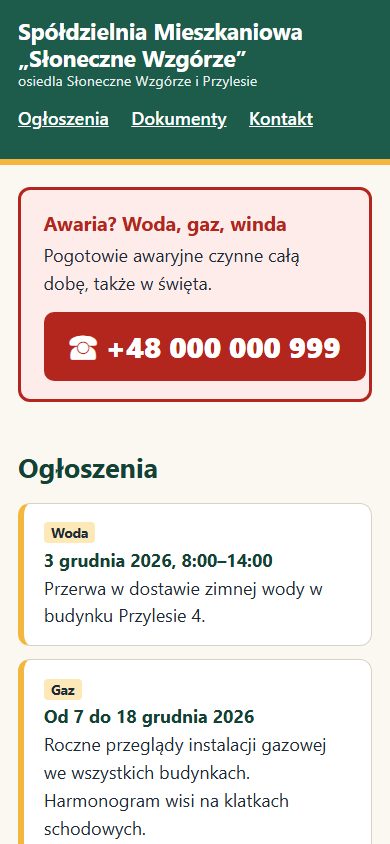 Spółdzielnia Mieszkaniowa
„Słoneczne Wzgórze”
osiedla Słoneczne Wzgórze i Przylesie
Ogłoszenia Dokumenty Kontakt
Awaria? Woda, gaz, winda
Pogotowie awaryjne czynne całą
dobę, także w święta.
☎ +48 000 000 999
Ogłoszenia
Woda
3 grudnia 2026, 8:00–14:00
Przerwa w dostawie zimnej wody w
budynku Przylesie 4.
Gaz
Od 7 do 18 grudnia 2026
Roczne przeglądy instalacji gazowej
we wszystkich budynkach.
Harmonogram wisi na klatkach
schodowych.